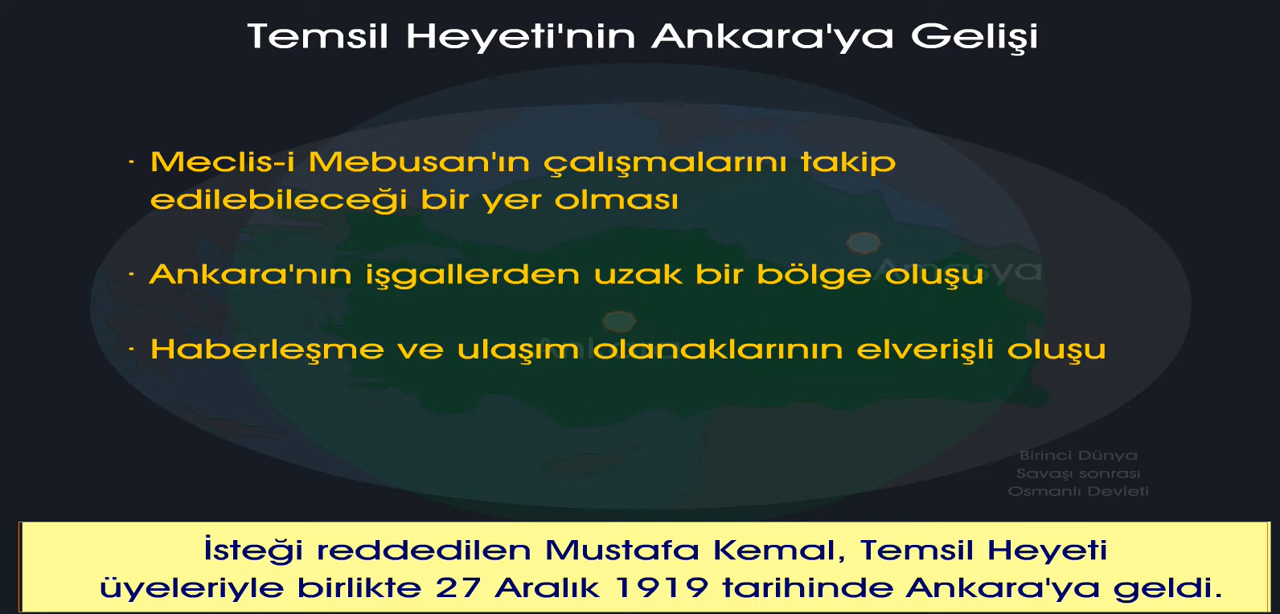 Temsil Heyeti'nin Ankara'ya Gelişi
· Meclis-i Mebusan'ın çalışmalarını takip
edilebileceği bir yer olması
Amasya
· Ankara'nın işgallerden uzak bir bölge oluşu
· Haberleşme ve ulaşım olanaklarının elverişli oluşu
Ankara
Birinci Dünya
Savaşı sonrası
Osmanlı Devleti
İsteği reddedilen Mustafa Kemal, Temsil Heyeti
üyeleriyle birlikte 27 Aralık 1919 tarihinde Ankara'ya geldi.